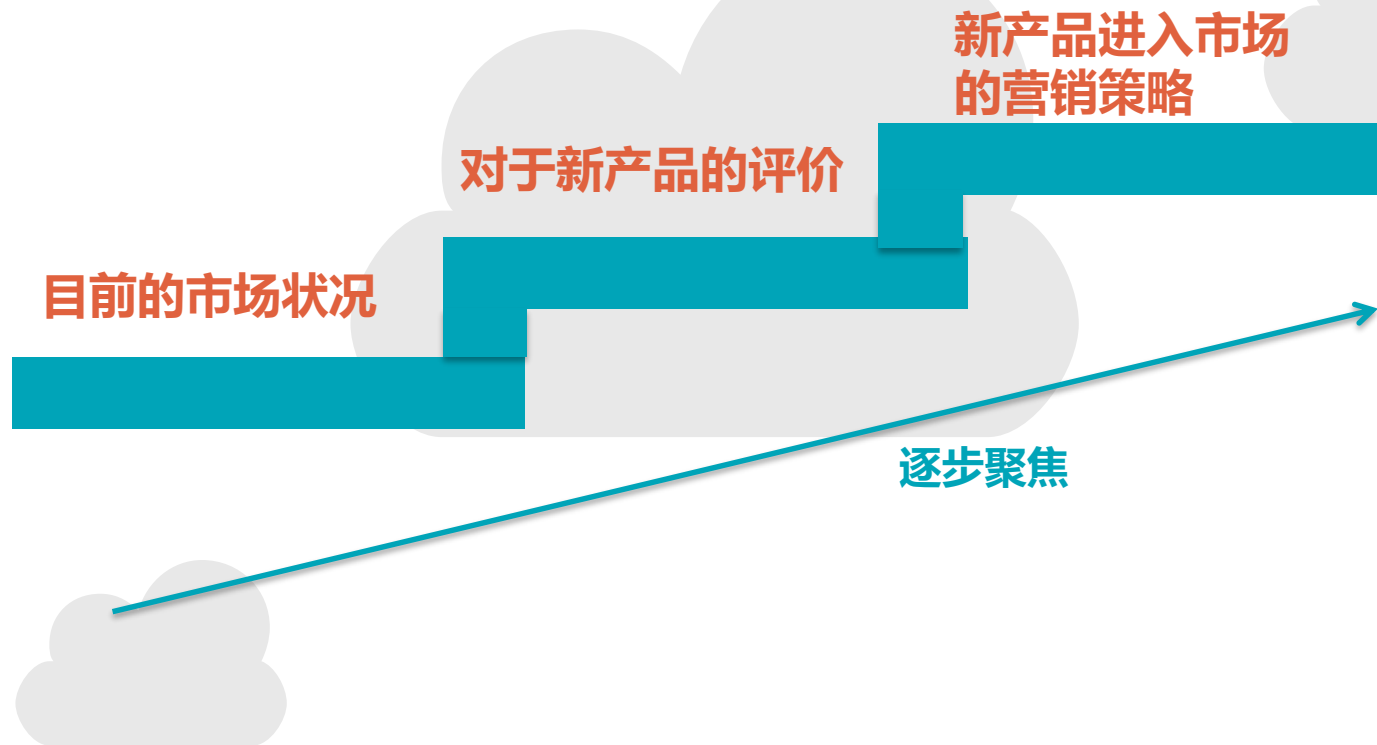 新产品进入市场
的营销策略
对于新产品的评价
目前的市场状况
逐步聚焦